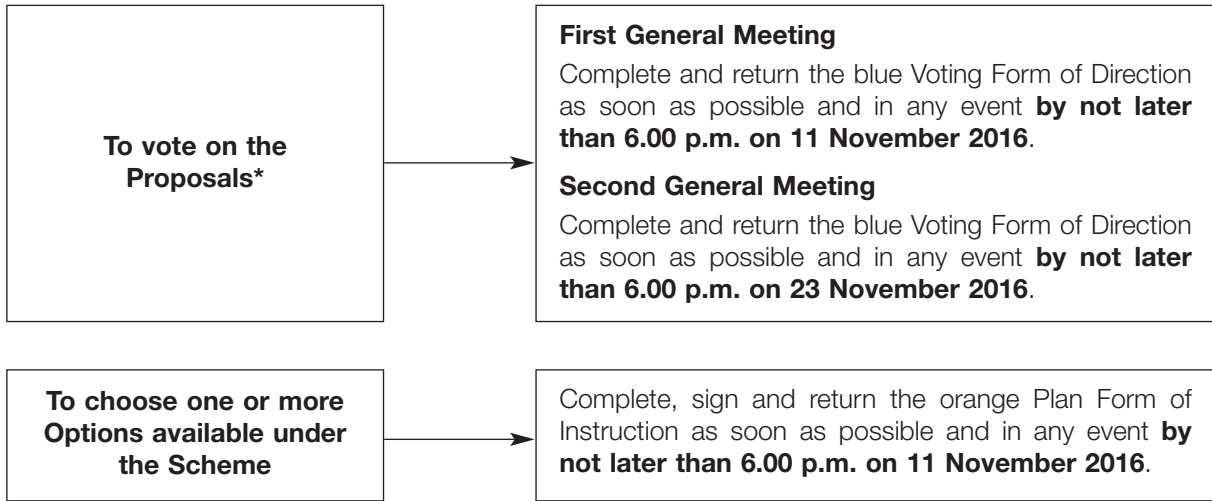 To vote on the
Proposals*
First General Meeting
Complete and return the blue Voting Form of Direction
as soon as possible and in any event by not later
than 6.00 p.m. on 11 November 2016.
Second General Meeting
Complete and return the blue Voting Form of Direction
as soon as possible and in any event by not later
than 6.00 p.m. on 23 November 2016.
To choose one or more
Options available under
the Scheme
Complete, sign and return the orange Plan Form of
Instruction as soon as possible and in any event by
not later than 6.00 p.m. on 11 November 2016.